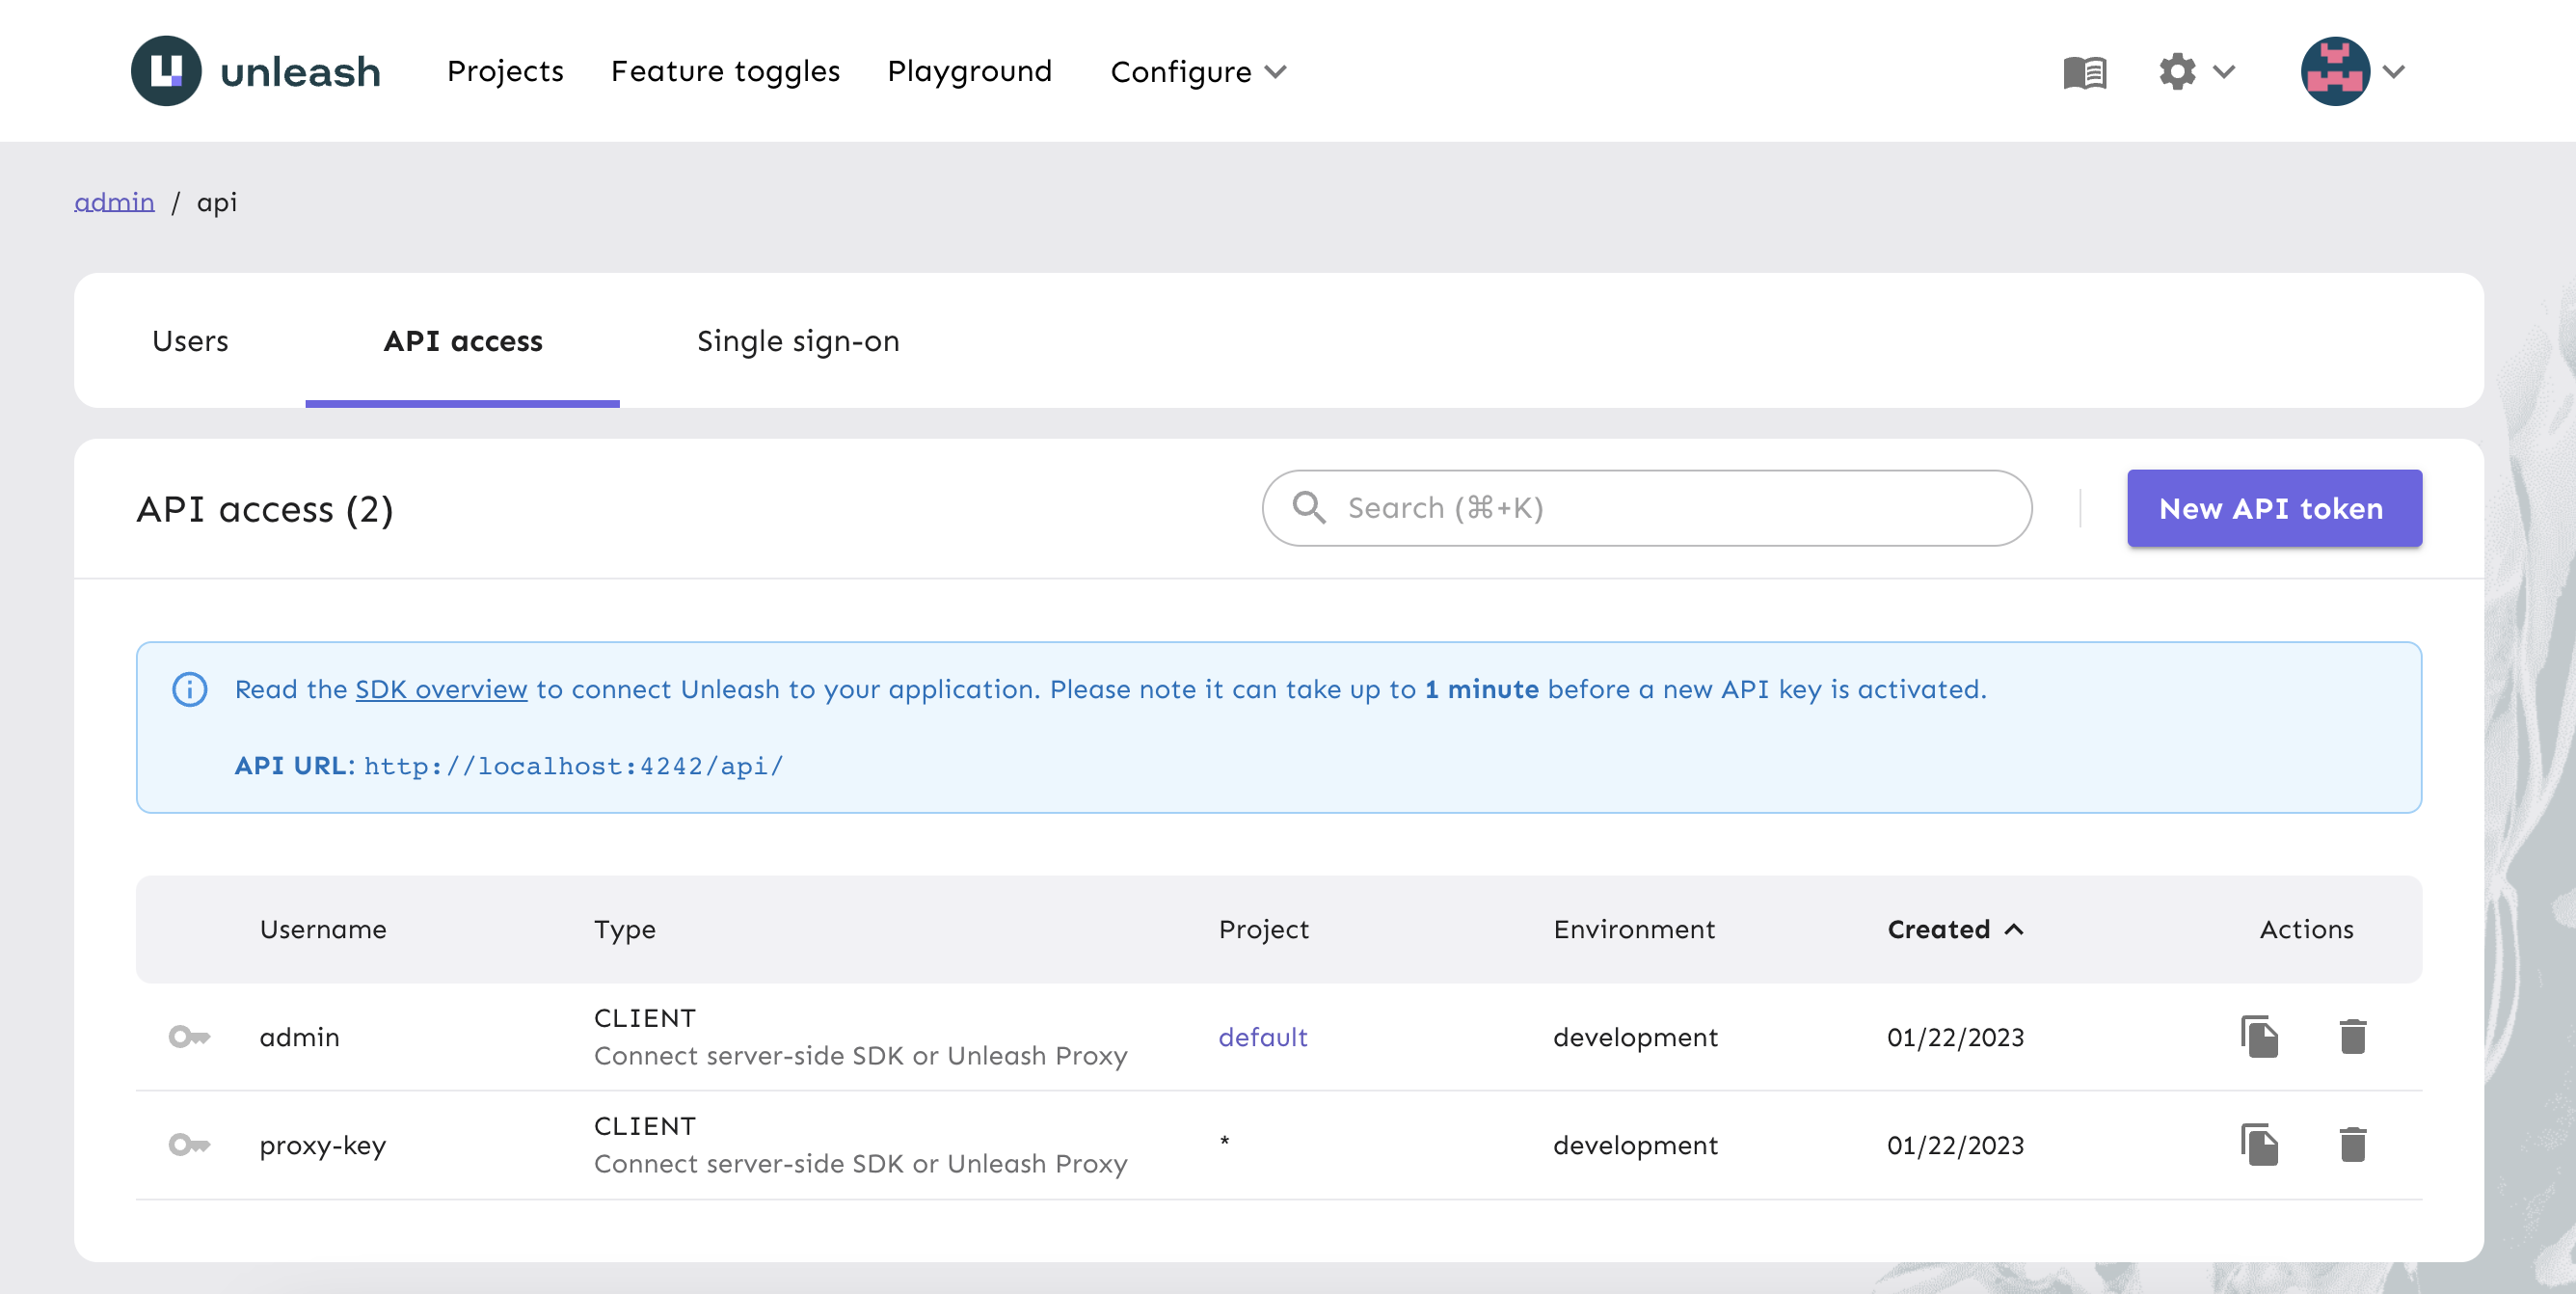 unleash Projects Feature toggles Playground Configure
admin / api
Users API access Single sign-on
API access (2) Search (⌘+K) New API token
Read the SDK overview to connect Unleash to your application. Please note it can take up to 1 minute before a new API key is activated.
API URL: http://localhost:4242/api/
Username Type Project Environment Created Actions
admin CLIENT default development 01/22/2023
Connect server-side SDK or Unleash Proxy
proxy-key CLIENT * development 01/22/2023
Connect server-side SDK or Unleash Proxy